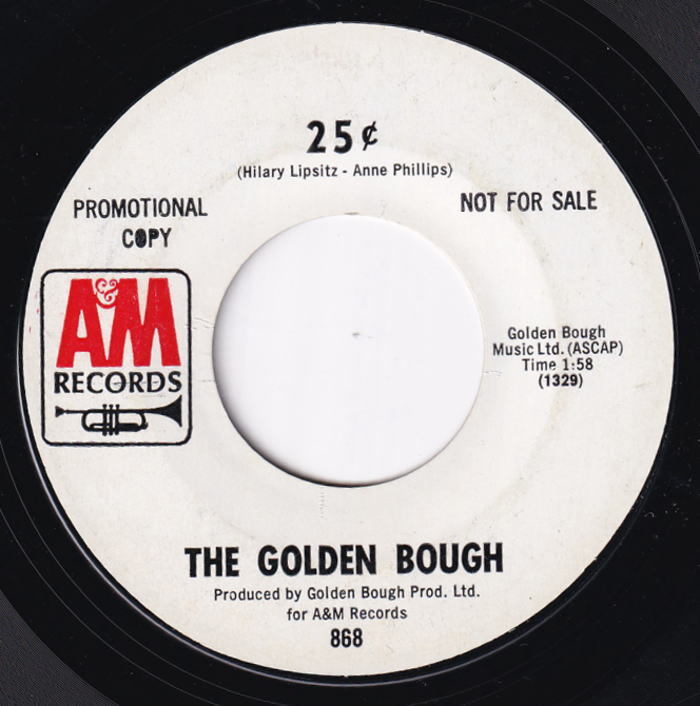 25¢
(Hilary Lipsitz - Anne Phillips)
PROMOTIONAL
COPY
NOT FOR SALE
A&M
RECORDS
Golden Bough
Music Ltd. (ASCAP)
Time 1:58
(1329)
THE GOLDEN BOUGH
Produced by Golden Bough Prod. Ltd.
for A&M Records
868